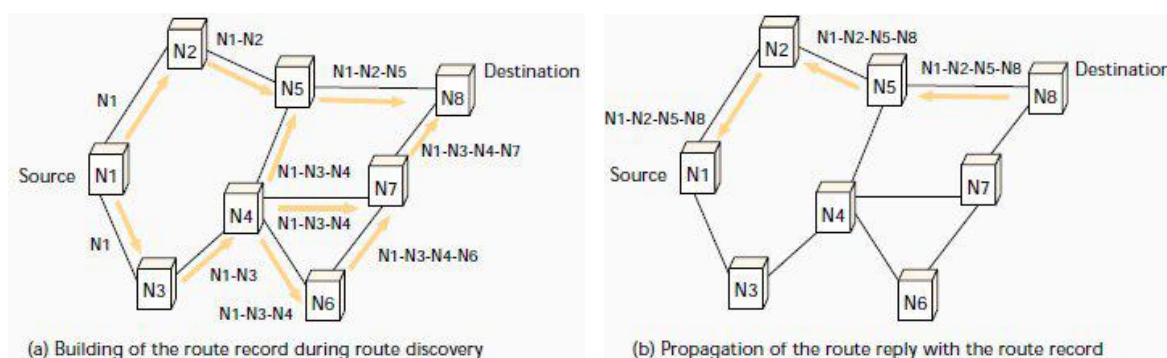 N2
N1-N2
N5
N1-N2-N5
Destination
N8
N1
N1-N3-N4-N7
Source
N1
N1-N3-N4
N7
N4
N1-N3-N4
N1
N1-N3
N1-N3-N4-N6
N3
N1-N3-N4
N6
(a) Building of the route record during route discovery
N2
N1-N2-N5-N8
N5
N1-N2-N5-N8
Destination
N8
N1-N2-N5-N8
Source
N1
N7
N4
N3
N6
(b) Propagation of the route reply with the route record